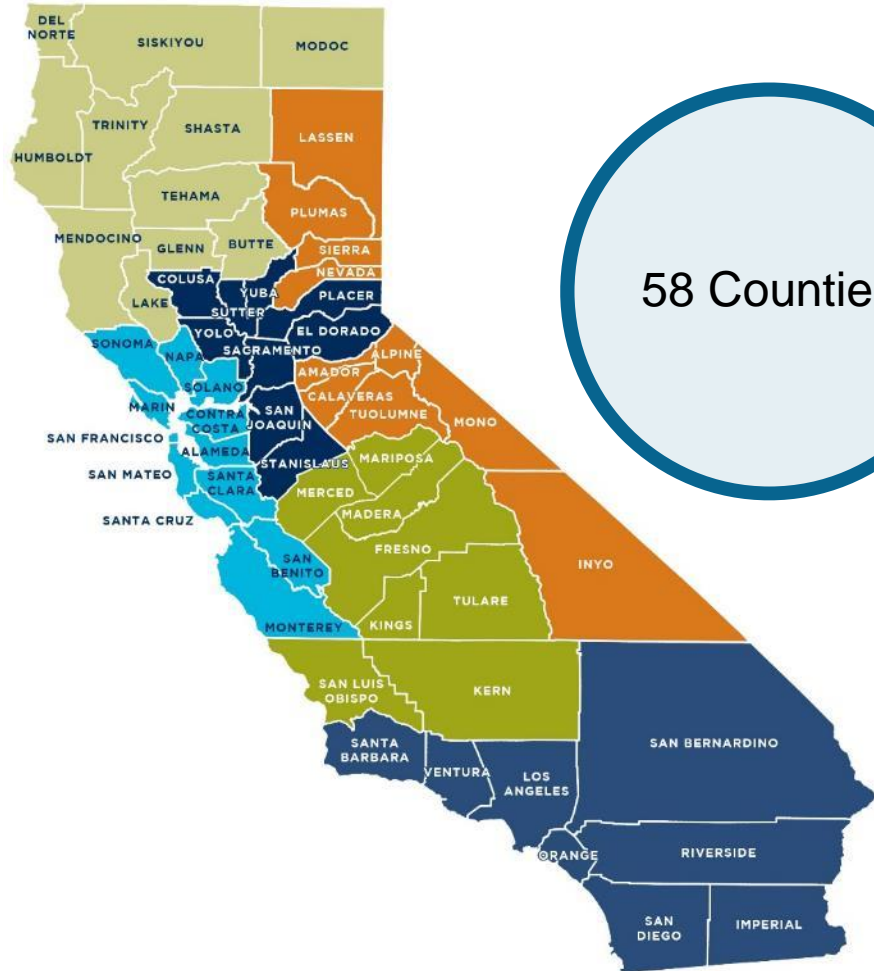 DEL
NORTE
SISKIYOU
MODOC
TRINITY
SHASTA
LASSEN
HUMBOLDT
TEHAMA
PLUMAS
MENDOCINO
GLENN
BUTTE
SIERRA
NEVADA
COLUSA
YUBA
PLACER
LAKE
SUTTER
YOLO
EL DORADO
SONOMA
NAPA
SACRAMENTO
ALPINE
SOLANO
AMADOR
MARIN
CONTRA
COSTA
SAN
JOAQUIN
CALAVERAS
TUOLUMNE
MONO
SAN FRANCISCO
ALAMEDA
STANISLAUS
MARIPOSA
SAN MATEO
SANTA
CLARA
MERCED
MADERA
SANTA CRUZ
FRESNO
SAN
BENITO
INYO
TULARE
MONTEREY
KINGS
SAN LUIS
OBISPO
KERN
SANTA
BARBARA
VENTURA
LOS
ANGELES
SAN BERNARDINO
ORANGE
RIVERSIDE
SAN
DIEGO
IMPERIAL
58 Countie